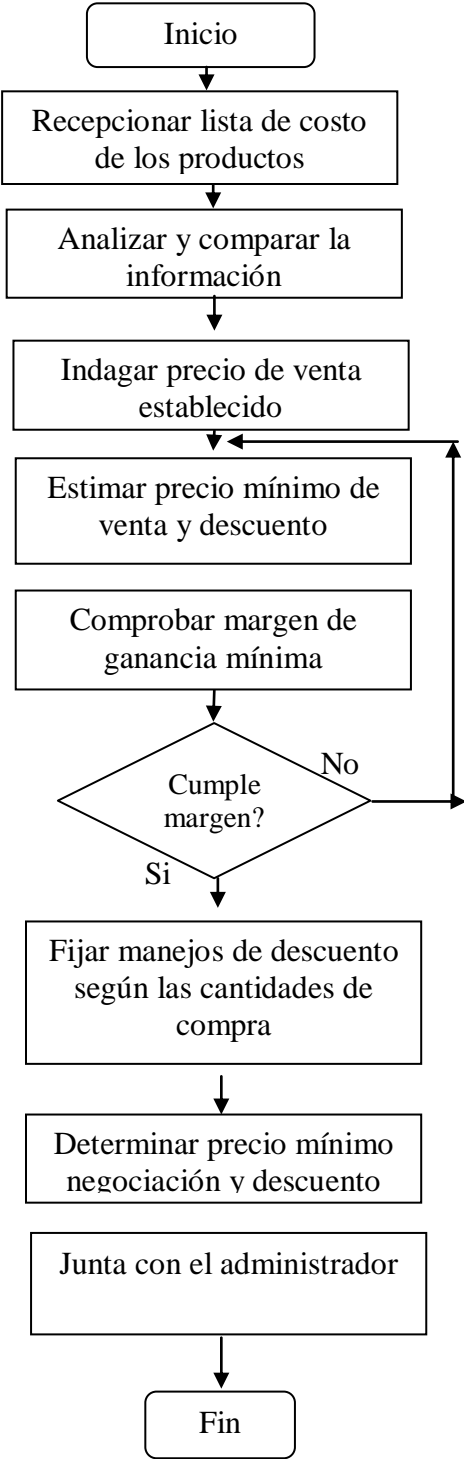 Inicio
Recepcionar lista de costo
de los productos
Analizar y comparar la
información
Indagar precio de venta
establecido
Estimar precio mínimo de
venta y descuento
Comprobar margen de
ganancia mínima
No
Cumple
margen?
Si
Fijar manejos de descuento
según las cantidades de
compra
Determinar precio mínimo
negociación y descuento
Junta con el administrador
Fin